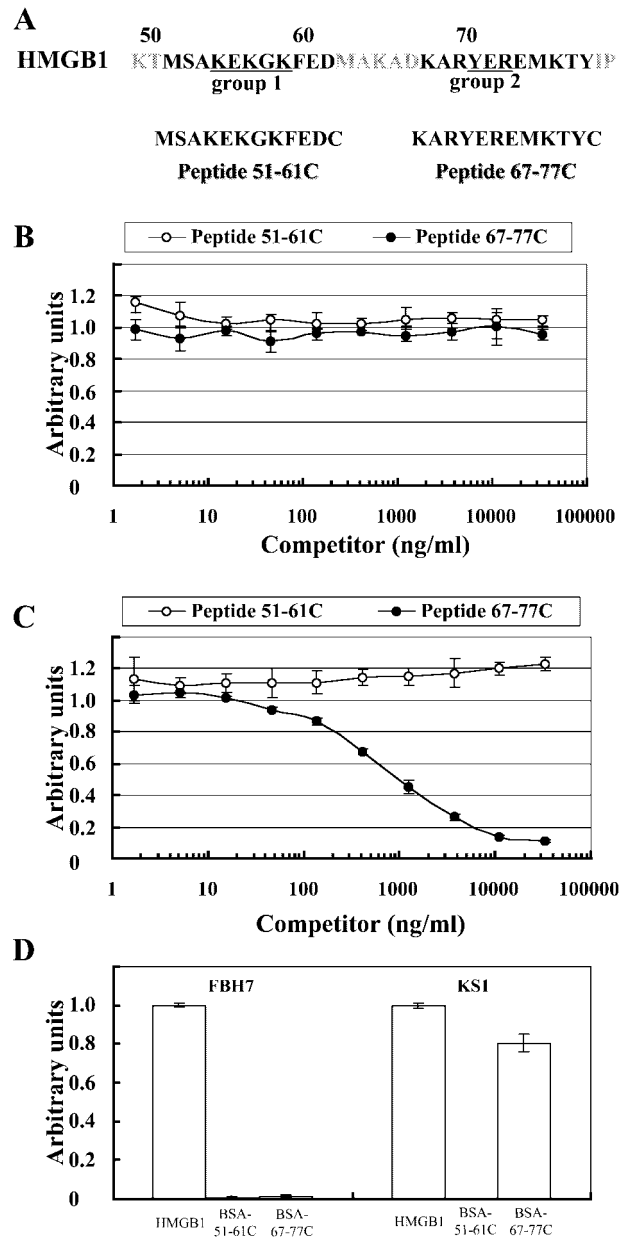 A
50 60 70
HMGB1 KTMSAKEKGKFEDMAKADKARYEREMKTYIP
group 1 group 2
MSAKEKGKFEDC KARYEREMKTYC
Peptide 51-61C Peptide 67-77C
B
Peptide 51-61C Peptide 67-77C
Arbitrary units
1.2
1.0
0.8
0.6
0.4
0.2
0
1 10 100 1000 10000 100000
Competitor (ng/ml)
C
Peptide 51-61C Peptide 67-77C
Arbitrary units
1.2
1.0
0.8
0.6
0.4
0.2
0
1 10 100 1000 10000 100000
Competitor (ng/ml)
D
FBH7 KS1
Arbitrary units
1.0
0.8
0.6
0.4
0.2
0
HMGB1 BSA-51-61C BSA-67-77C HMGB1 BSA-51-61C BSA-67-77C